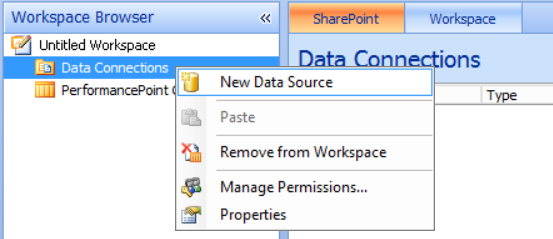 Workspace Browser «
SharePoint Workspace
Untitled Workspace
Data Connections
Data Connections
PerformancePoint
Type
New Data Source
Paste
Remove from Workspace
Manage Permissions...
Properties